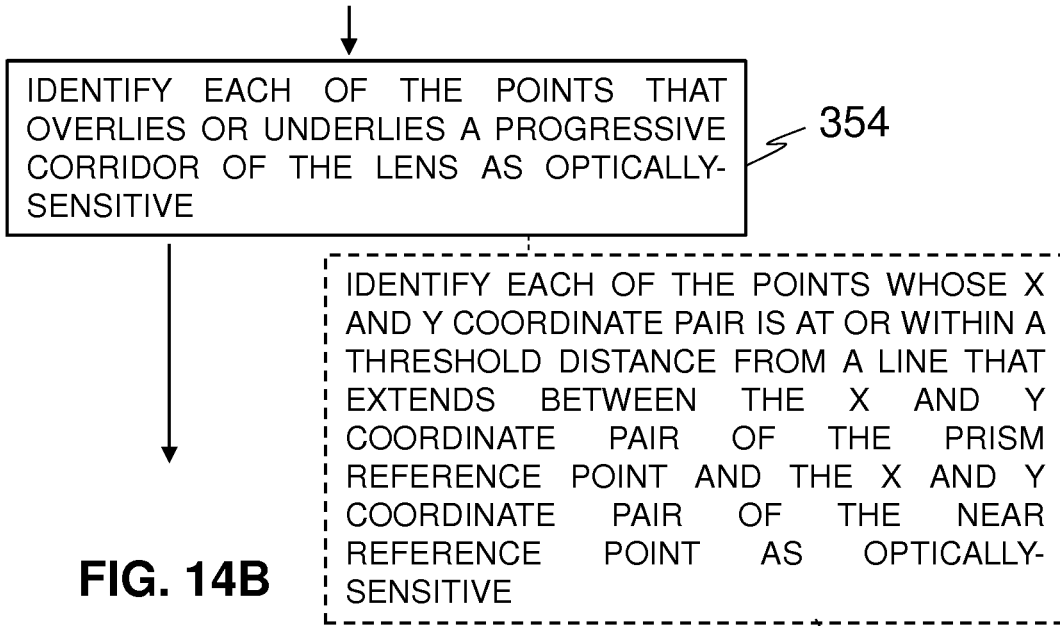 IDENTIFY EACH OF THE POINTS THAT
OVERLIES OR UNDERLIES A PROGRESSIVE
CORRIDOR OF THE LENS AS OPTICALLY-
SENSITIVE
354
IDENTIFY EACH OF THE POINTS WHOSE X
AND Y COORDINATE PAIR IS AT OR WITHIN A
THRESHOLD DISTANCE FROM A LINE THAT
EXTENDS BETWEEN THE X AND Y
COORDINATE PAIR OF THE PRISM
REFERENCE POINT AND THE X AND Y
COORDINATE PAIR OF THE NEAR
REFERENCE POINT AS OPTICALLY-
SENSITIVE
FIG. 14B